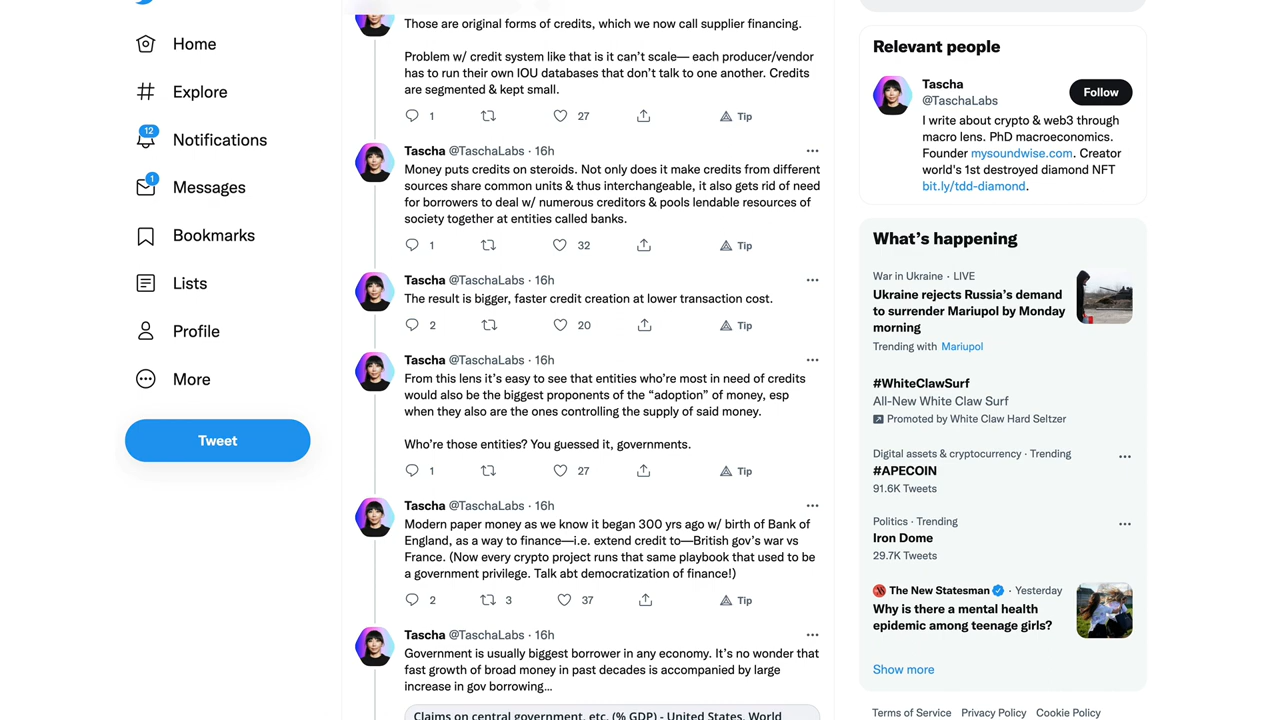 Home
Explore
12
Notifications
1
Messages
Bookmarks
Lists
Profile
More
Tweet
Those are original forms of credits, which we now call supplier financing.
Problem w/ credit system like that is it can’t scale— each producer/vendor
has to run their own IOU databases that don’t talk to one another. Credits
are segmented & kept small.
1 27 Tip
Tascha @TaschaLabs · 16h
Money puts credits on steroids. Not only does it make credits from different
sources share common units & thus interchangeable, it also gets rid of need
for borrowers to deal w/ numerous creditors & pools lendable resources of
society together at entities called banks.
1 32 Tip
Tascha @TaschaLabs · 16h
The result is bigger, faster credit creation at lower transaction cost.
2 20 Tip
Tascha @TaschaLabs · 16h
From this lens it’s easy to see that entities who’re most in need of credits
would also be the biggest proponents of the “adoption” of money, esp
when they also are the ones controlling the supply of said money.
Who’re those entities? You guessed it, governments.
1 27 Tip
Tascha @TaschaLabs · 16h
Modern paper money as we know it began 300 yrs ago w/ birth of Bank of
England, as a way to finance—i.e. extend credit to—British gov’s war vs
France. (Now every crypto project runs that same playbook that used to be
a government privilege. Talk abt democratization of finance!)
2 3 37 Tip
Tascha @TaschaLabs · 16h
Government is usually biggest borrower in any economy. It’s no wonder that
fast growth of broad money in past decades is accompanied by large
increase in gov borrowing...
Claims on central government, etc. (% GDP) - United States, World
Relevant people
Tascha
@TaschaLabs
Follow
I write about crypto & web3 through
macro lens. PhD macroeconomics.
Founder mysoundwise.com. Creator
world's 1st destroyed diamond NFT
bit.ly/tdd-diamond.
What’s happening
War in Ukraine · LIVE
Ukraine rejects Russia’s demand
to surrender Mariupol by Monday
morning
Trending with Mariupol
#WhiteClawSurf
All-New White Claw Surf
Promoted by White Claw Hard Seltzer
Digital assets & cryptocurrency · Trending
#APECOIN
91.6K Tweets
Politics · Trending
Iron Dome
29.7K Tweets
The New Statesman · Yesterday
Why is there a mental health
epidemic among teenage girls?
Show more
Terms of Service Privacy Policy Cookie Policy